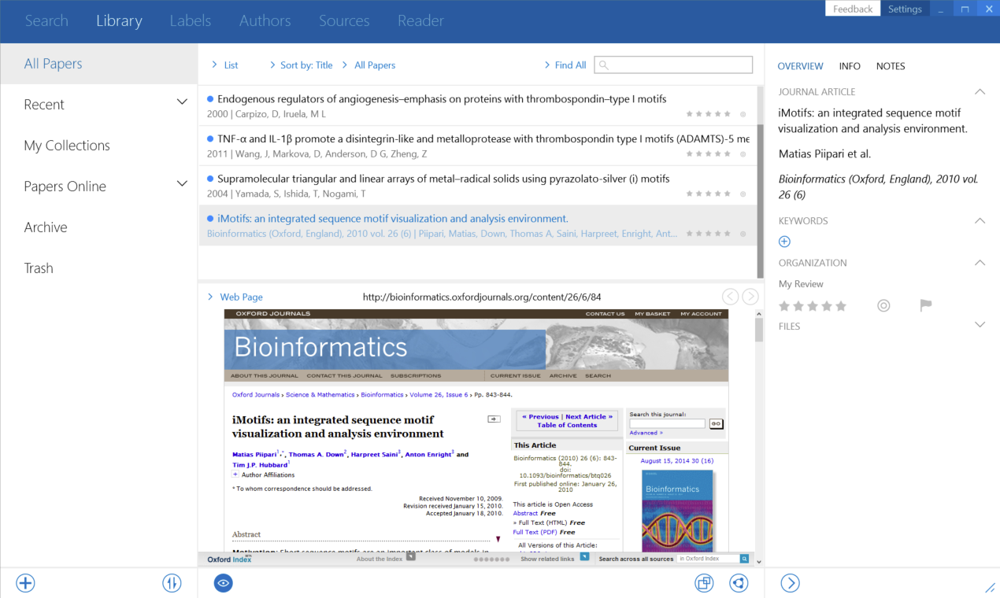 Search Library Labels Authors Sources Reader
Feedback Settings
All Papers
Recent
My Collections
Papers Online
Archive
Trash
List Sort by: Title All Papers Find All
Endogenous regulators of angiogenesis–emphasis on proteins with thrombospondin–type I motifs
2000 | Carpizo, D, Iruela, M L
TNF-α and IL-1β promote a disintegrin-like and metalloprotease with thrombospondin type I motifs (ADAMTS)-5 me
2011 | Wang, J, Markova, D, Anderson, D G, Zheng, Z
Supramolecular triangular and linear arrays of metal–radical solids using pyrazolato-silver (i) motifs
2004 | Yamada, S, Ishida, T, Nogami, T
iMotifs: an integrated sequence motif visualization and analysis environment.
Bioinformatics (Oxford, England), 2010 vol. 26 (6) | Piipari, Matias, Down, Thomas A, Saini, Harpreet, Enright, Ant...
Web Page http://bioinformatics.oxfordjournals.org/content/26/6/84
OXFORD JOURNALS CONTACT US MY BASKET MY ACCOUNT
Bioinformatics
ABOUT THIS JOURNAL CONTACT THIS JOURNAL SUBSCRIPTIONS CURRENT ISSUE ARCHIVE SEARCH
Oxford Journals › Science & Mathematics › Bioinformatics › Volume 26, Issue 6 › Pp. 843-844.
iMotifs: an integrated sequence motif
visualization and analysis environment
Matias Piipari1,*, Thomas A. Down2, Harpreet Saini3, Anton Enright3 and
Tim J.P. Hubbard1
+ Author Affiliations
* To whom correspondence should be addressed.
Received November 10, 2009.
Revision received January 15, 2010.
Accepted January 18, 2010.
Abstract
Motivation: Short sequence motifs are an important class of models in
« Previous | Next Article »
Table of Contents
This Article
Bioinformatics (2010) 26 (6): 843-
844.
doi:
10.1093/bioinformatics/btq026
First published online: January 26,
2010
This article is Open Access
Abstract Free
» Full Text (HTML) Free
Full Text (PDF) Free
All Versions of this Article:
Search this journal:
GO
Advanced »
Current Issue
August 15, 2014 30 (16)
Bioinformatics
Oxford Index BETA About the Index Show related links Search across all sources in Oxford Index
OVERVIEW INFO NOTES
JOURNAL ARTICLE
iMotifs: an integrated sequence motif
visualization and analysis environment.
Matias Piipari et al.
Bioinformatics (Oxford, England), 2010 vol.
26 (6)
KEYWORDS
ORGANIZATION
My Review
FILES